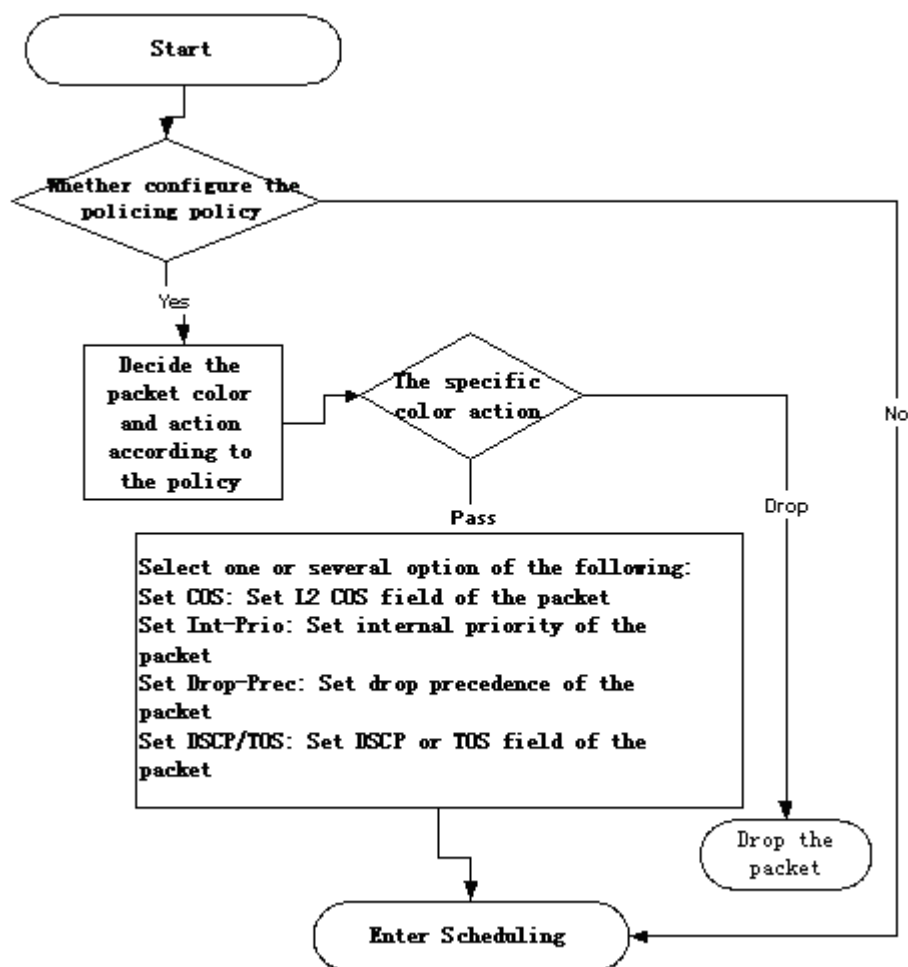 Start
Whether configure the
policing policy
Yes
No
Decide the
packet color
and action
according to
the policy
The specific
color action
Drop
Pass
Select one or several option of the following:
Set COS: Set L2 COS field of the packet
Set Int-Prio: Set internal priority of the
packet
Set Drop-Prec: Set drop precedence of the
packet
Set DSCP/TOS: Set DSCP or TOS field of the
packet
Drop the
packet
Enter Scheduling